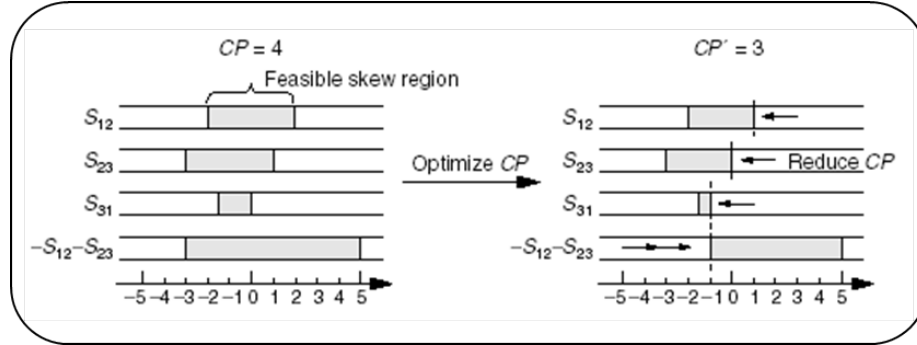 CP = 4
Feasible skew region
S12
S23
S31
−S12−S23
−5 −4 −3 −2 −1 0 1 2 3 4 5
Optimize CP
CP′ = 3
S12
S23
Reduce CP
S31
−S12−S23
−5 −4 −3 −2 −1 0 1 2 3 4 5